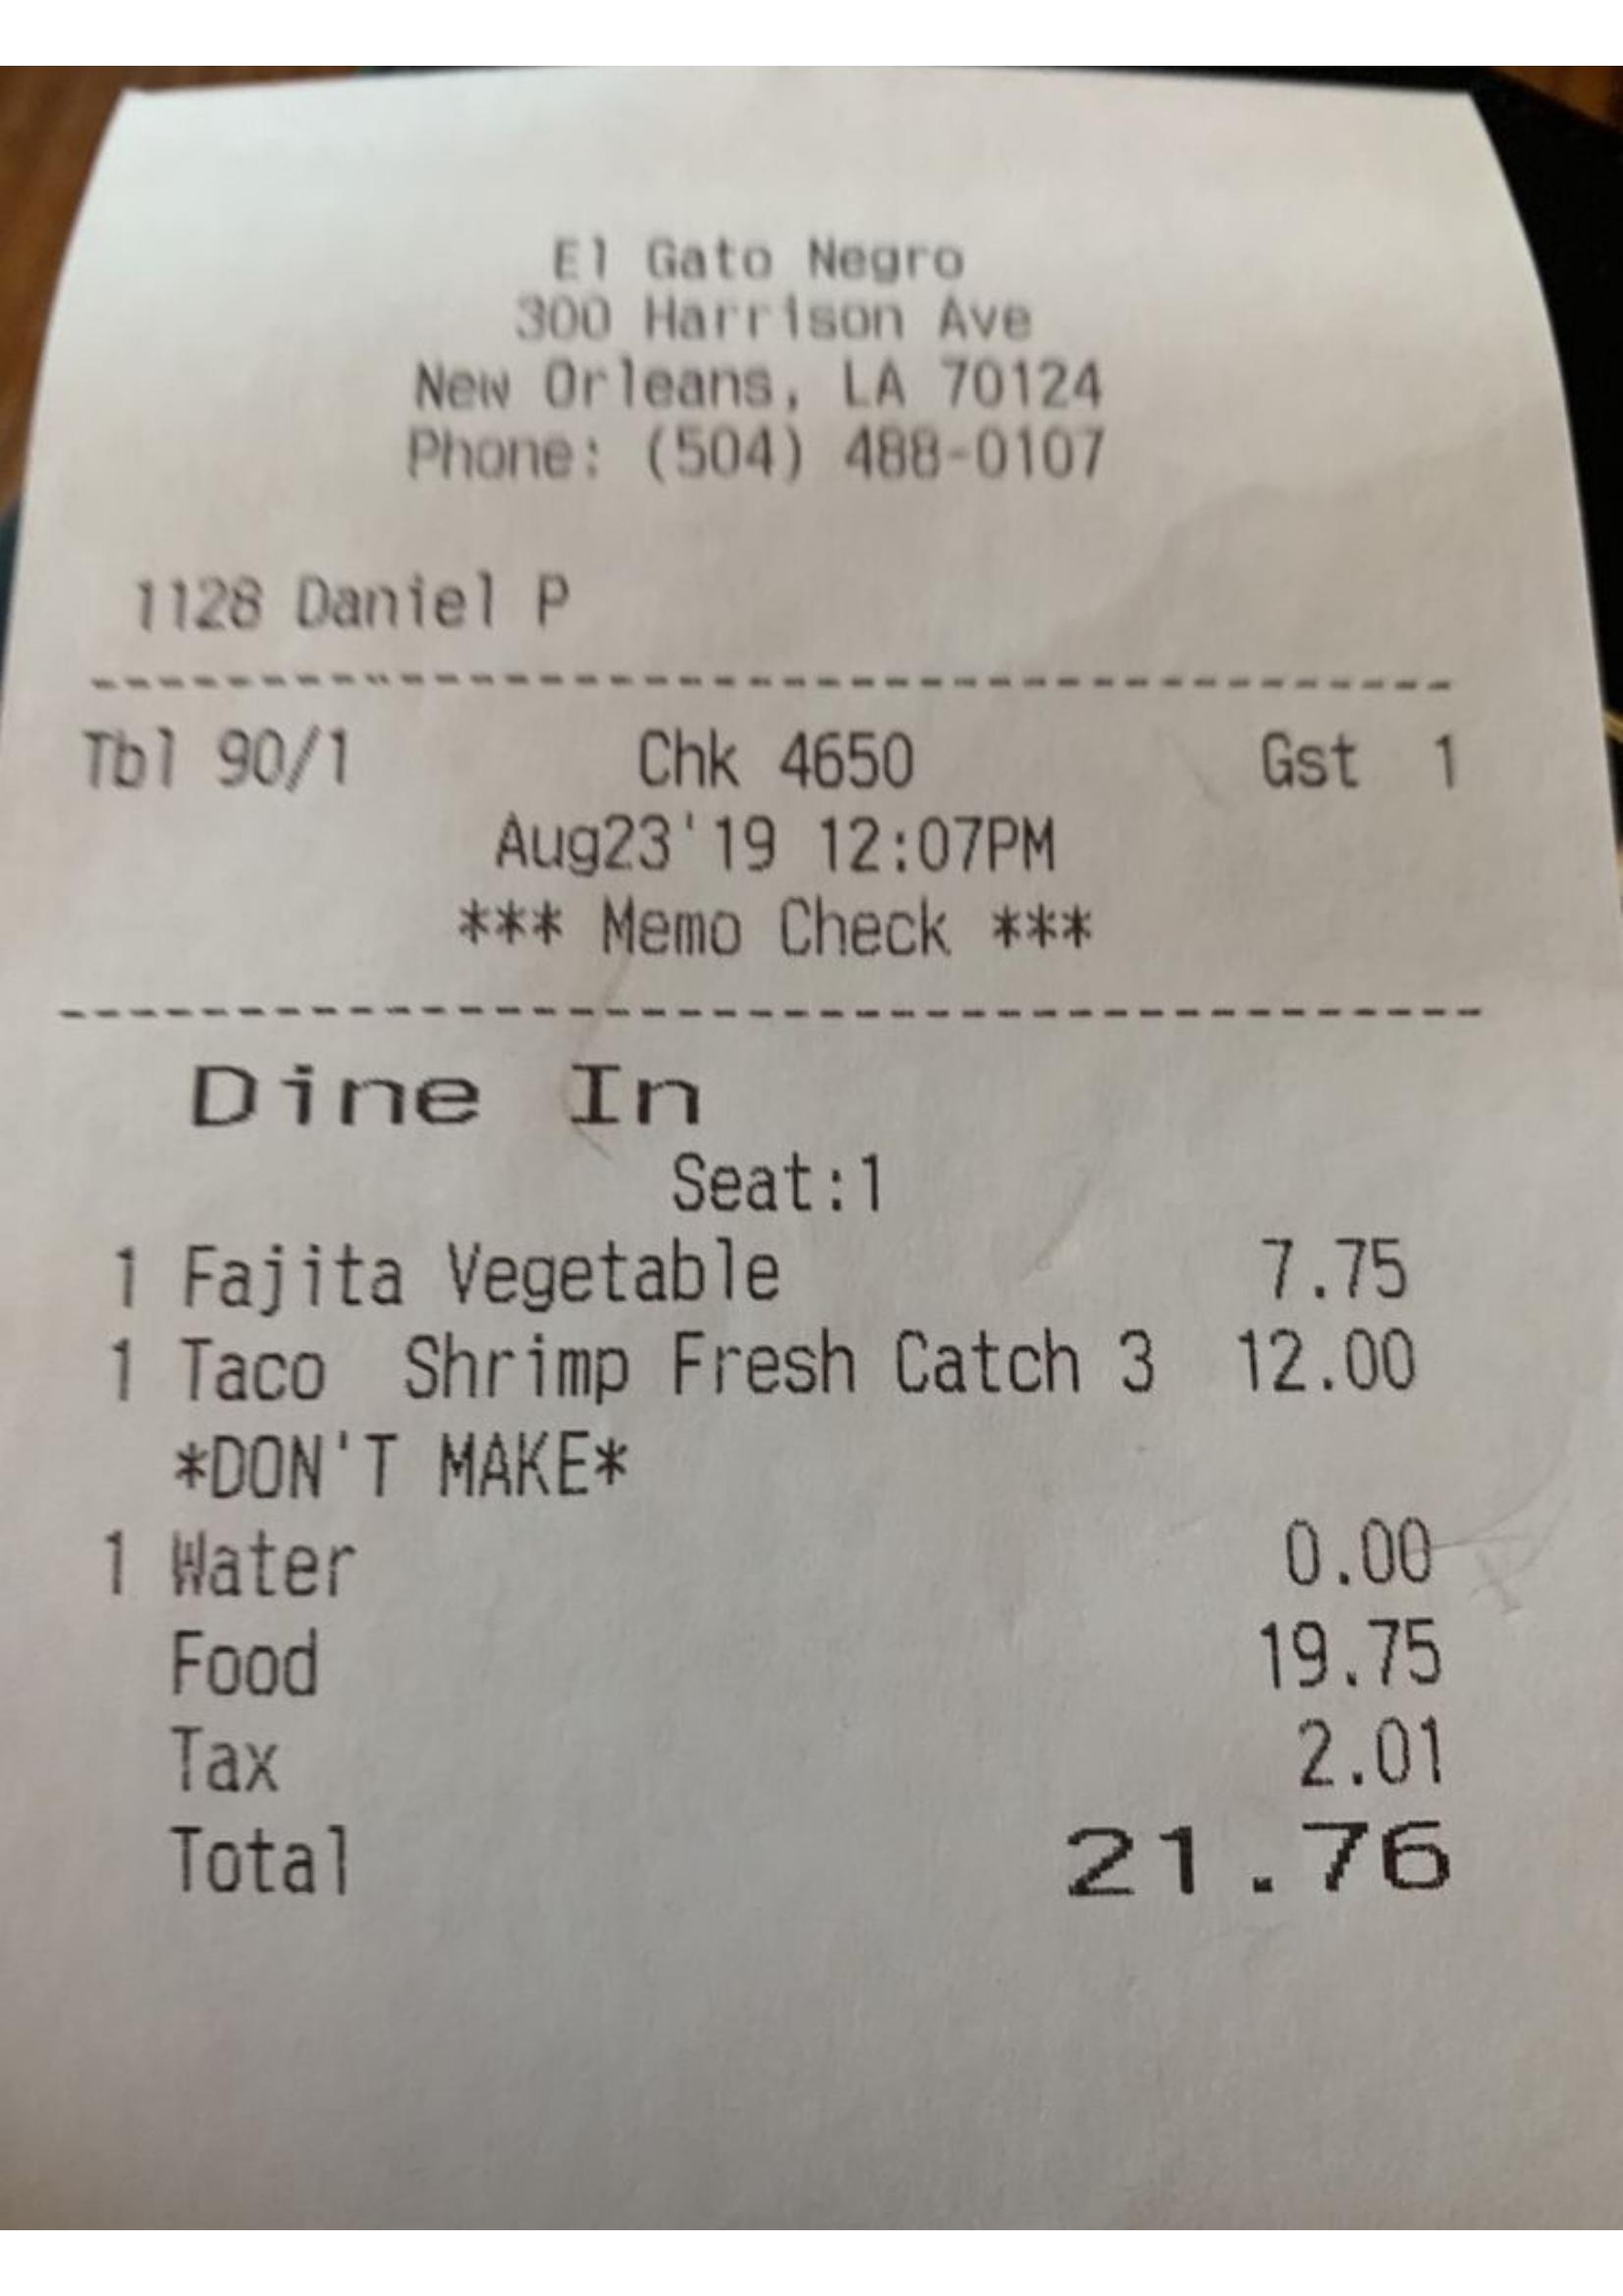 El Gato Negro
300 Harrison Ave
New Orleans, LA 70124
Phone: (504) 488-0107
1128 Daniel P
Tbl 90/1 Chk 4650 Gst 1
Aug23'19 12:07PM
*** Memo Check ***
Dine In
Seat:1
1 Fajita Vegetable 7.75
1 Taco Shrimp Fresh Catch 3 12.00
*DON'T MAKE*
1 Water 0.00
Food 19.75
Tax 2.01
Total 21.76